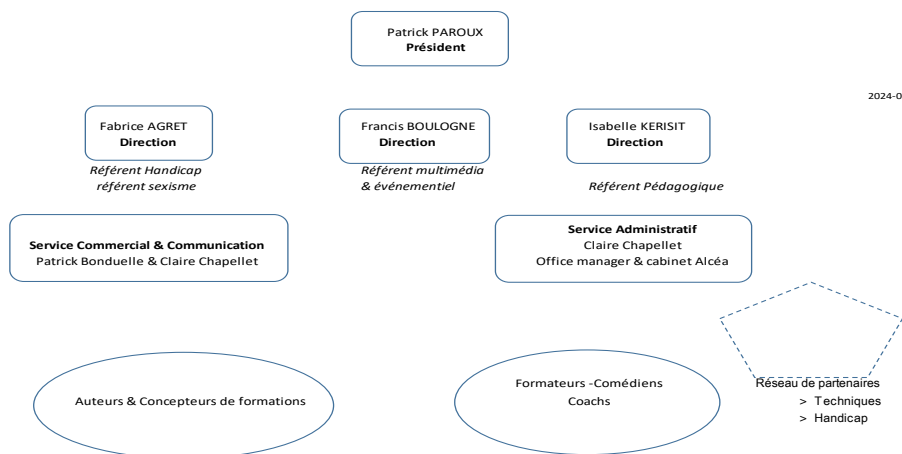 Patrick PAROUX
Président
2024-0
Fabrice AGRET
Direction
Référent Handicap
référent sexisme
Francis BOULOGNE
Direction
Référent multimédia
& événementiel
Isabelle KERISIT
Direction
Référent Pédagogique
Service Commercial & Communication
Patrick Bonduelle & Claire Chapellet
Service Administratif
Claire Chapellet
Office manager & cabinet Alcéa
Auteurs & Concepteurs de formations
Formateurs -Comédiens
Coachs
Réseau de partenaires
> Techniques
> Handicap